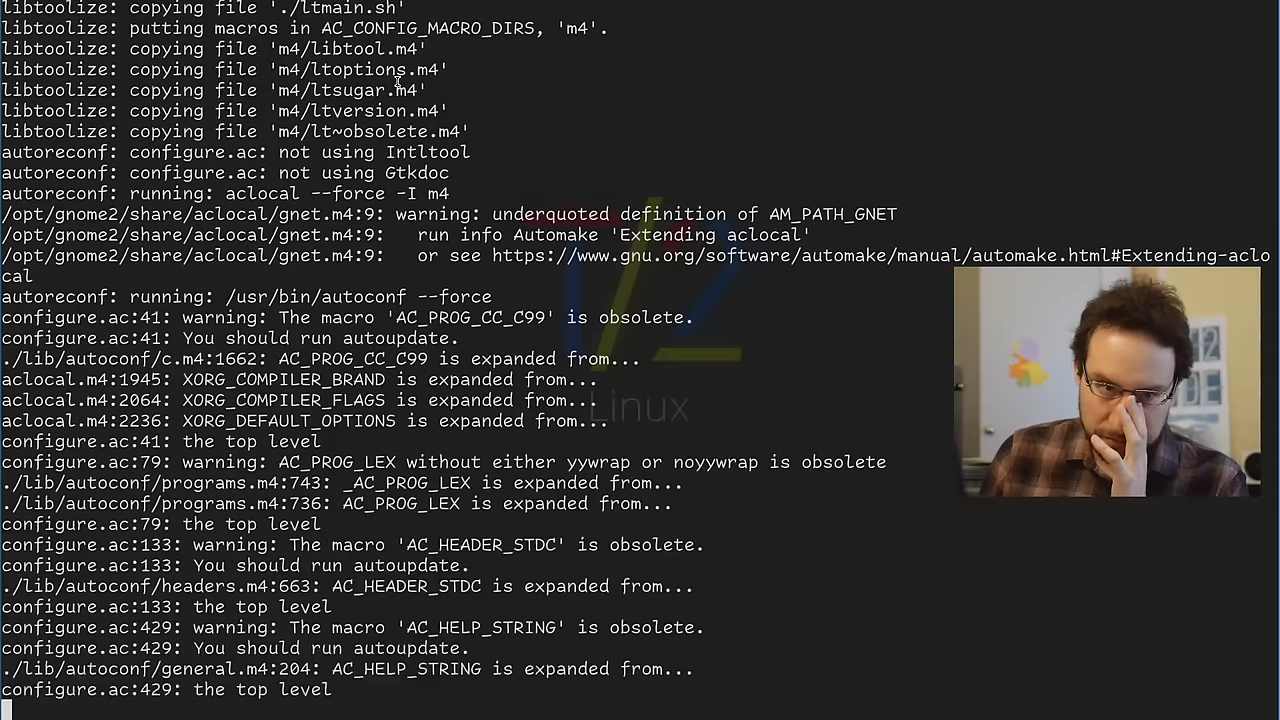 libtoolize: copying file './ltmain.sh'
libtoolize: putting macros in AC_CONFIG_MACRO_DIRS, 'm4'.
libtoolize: copying file 'm4/libtool.m4'
libtoolize: copying file 'm4/ltoptions.m4'
libtoolize: copying file 'm4/ltsugar.m4'
libtoolize: copying file 'm4/ltversion.m4'
libtoolize: copying file 'm4/lt~obsolete.m4'
autoreconf: configure.ac: not using Intltool
autoreconf: configure.ac: not using Gtkdoc
autoreconf: running: aclocal --force -I m4
/opt/gnome2/share/aclocal/gnet.m4:9: warning: underquoted definition of AM_PATH_GNET
/opt/gnome2/share/aclocal/gnet.m4:9:   run info Automake 'Extending aclocal'
/opt/gnome2/share/aclocal/gnet.m4:9:   or see https://www.gnu.org/software/automake/manual/automake.html#Extending-aclo
cal
autoreconf: running: /usr/bin/autoconf --force
configure.ac:41: warning: The macro 'AC_PROG_CC_C99' is obsolete.
configure.ac:41: You should run autoupdate.
./lib/autoconf/c.m4:1662: AC_PROG_CC_C99 is expanded from...
aclocal.m4:1945: XORG_COMPILER_BRAND is expanded from...
aclocal.m4:2064: XORG_COMPILER_FLAGS is expanded from...
aclocal.m4:2236: XORG_DEFAULT_OPTIONS is expanded from...
configure.ac:41: the top level
configure.ac:79: warning: AC_PROG_LEX without either yywrap or noyywrap is obsolete
./lib/autoconf/programs.m4:743: _AC_PROG_LEX is expanded from...
./lib/autoconf/programs.m4:736: AC_PROG_LEX is expanded from...
configure.ac:79: the top level
configure.ac:133: warning: The macro 'AC_HEADER_STDC' is obsolete.
configure.ac:133: You should run autoupdate.
./lib/autoconf/headers.m4:663: AC_HEADER_STDC is expanded from...
configure.ac:133: the top level
configure.ac:429: warning: The macro 'AC_HELP_STRING' is obsolete.
configure.ac:429: You should run autoupdate.
./lib/autoconf/general.m4:204: AC_HELP_STRING is expanded from...
configure.ac:429: the top level
T/2
Linux